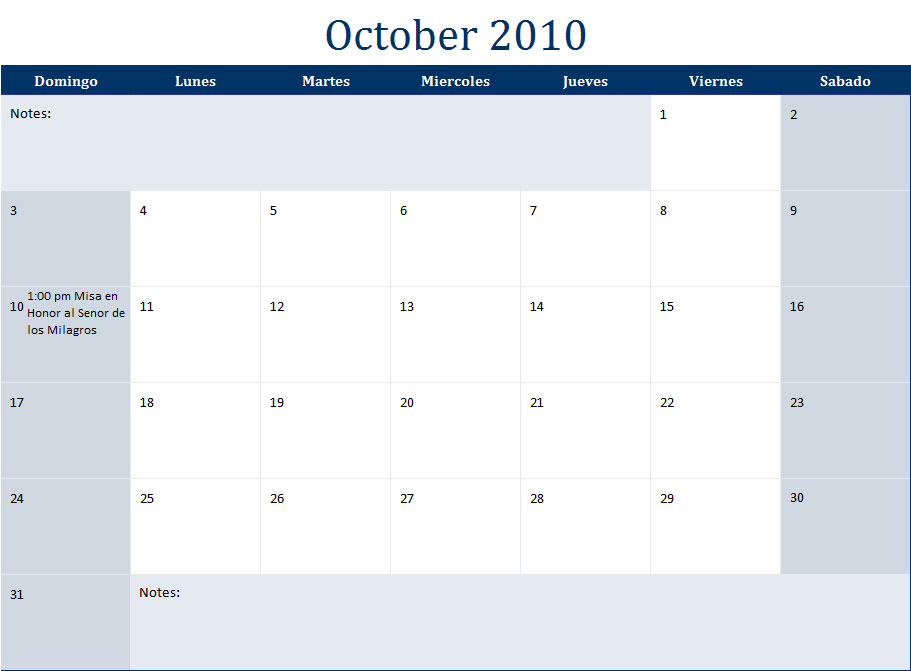 October 2010
Domingo Lunes Martes Miercoles Jueves Viernes Sabado
Notes: 1 2
3 4 5 6 7 8 9
10 1:00 pm Misa en
Honor al Senor de
los Milagros
11 12 13 14 15 16
17 18 19 20 21 22 23
24 25 26 27 28 29 30
31 Notes: